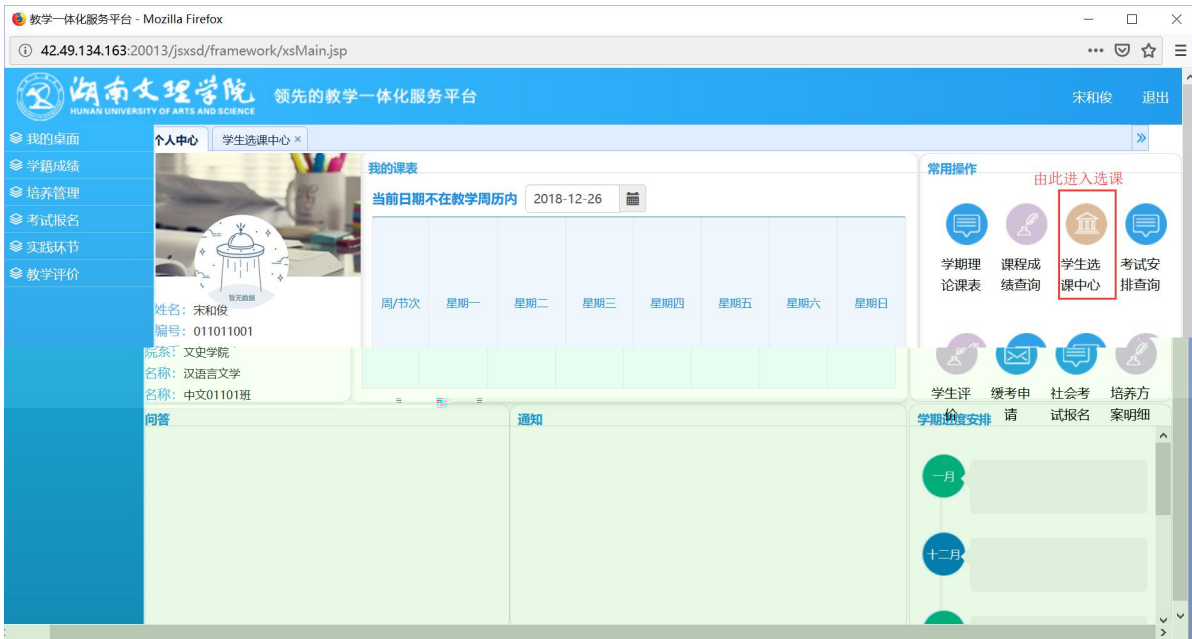 教学一体化服务平台 - Mozilla Firefox
42.49.134.163:20013/jsxsd/framework/xsMain.jsp
湖南文理学院
HUNAN UNIVERSITY OF ARTS AND SCIENCE
领先的教学一体化服务平台
宋和俊 退出
我的桌面
学籍成绩
培养管理
考试报名
实践环节
教学评价
个人中心 学生选课中心 ×
暂无数据
姓名：宋和俊
编号：011011001
院系：文史学院
名称：汉语言文学
名称：中文01101班
我的课表
当前日期不在教学周历内 2018-12-26
周/节次 星期一 星期二 星期三 星期四 星期五 星期六 星期日
常用操作
由此进入选课
学期理论课表
课程成绩查询
学生选课中心
考试安排查询
学生评价
缓考申请
社会考试报名
培养方案明细
问答
通知
学期进度安排
一月
十二月